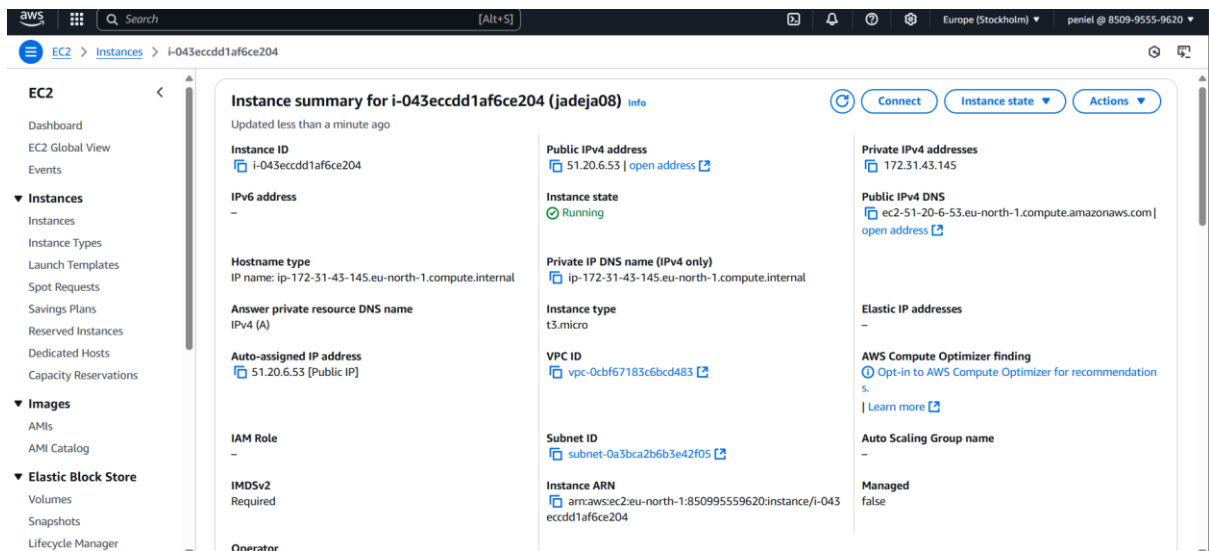 aws
Search [Alt+S]
Europe (Stockholm) ▼ peniel @ 8509-9555-9620 ▼
EC2 > Instances > i-043eccdd1af6ce204
EC2
Dashboard
EC2 Global View
Events
▼ Instances
Instances
Instance Types
Launch Templates
Spot Requests
Savings Plans
Reserved Instances
Dedicated Hosts
Capacity Reservations
▼ Images
AMIs
AMI Catalog
▼ Elastic Block Store
Volumes
Snapshots
Lifecycle Manager
Instance summary for i-043eccdd1af6ce204 (jadeja08) Info
Connect
Instance state ▼
Actions ▼
Updated less than a minute ago
Instance ID
i-043eccdd1af6ce204
Public IPv4 address
51.20.6.53 | open address
Private IPv4 addresses
172.31.43.145
IPv6 address
–
Instance state
Running
Public IPv4 DNS
ec2-51-20-6-53.eu-north-1.compute.amazonaws.com |
open address
Hostname type
IP name: ip-172-31-43-145.eu-north-1.compute.internal
Private IP DNS name (IPv4 only)
ip-172-31-43-145.eu-north-1.compute.internal
Answer private resource DNS name
IPv4 (A)
Instance type
t3.micro
Elastic IP addresses
–
Auto-assigned IP address
51.20.6.53 [Public IP]
VPC ID
vpc-0cbf67183c6bcd483
AWS Compute Optimizer finding
Opt-in to AWS Compute Optimizer for recommendation
s.
| Learn more
IAM Role
–
Subnet ID
subnet-0a3bca2b6b3e42f05
Auto Scaling Group name
–
IMDSv2
Required
Instance ARN
arn:aws:ec2:eu-north-1:850995559620:instance/i-043
eccdd1af6ce204
Managed
false
Operator